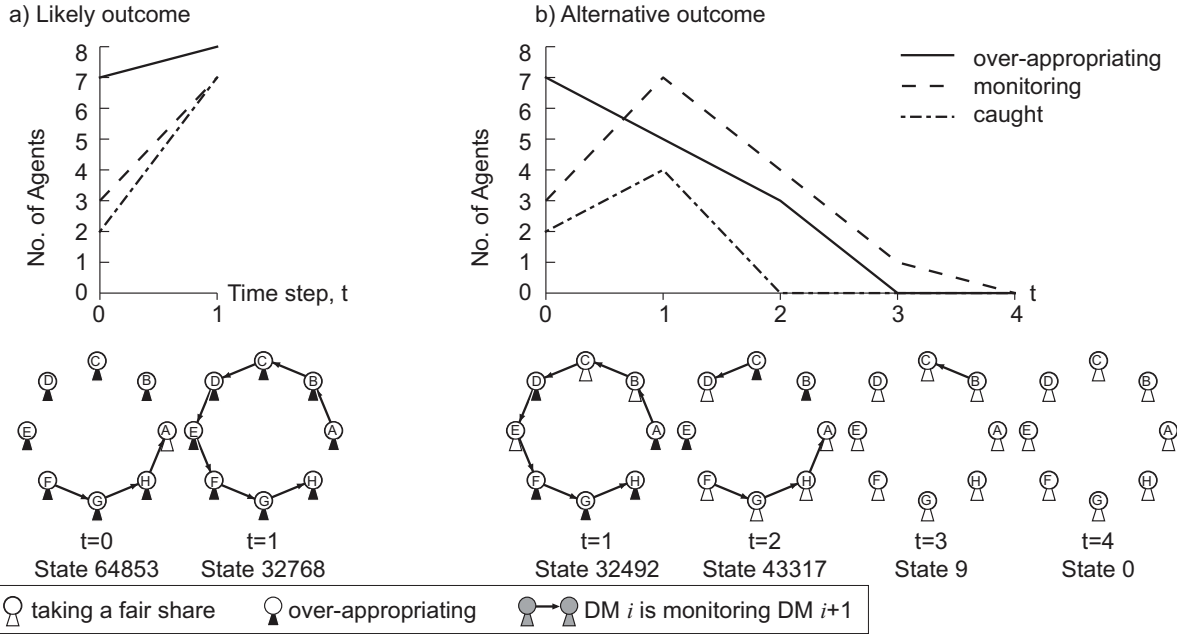 a) Likely outcome
b) Alternative outcome
No. of Agents
8
7
6
5
4
3
2
1
0
0
1
Time step, t
No. of Agents
8
7
6
5
4
3
2
1
0
0
1
2
3
4
t
over-appropriating
monitoring
caught
C
D
B
E
A
F
H
G
t=0
State 64853
C
D
B
E
A
F
H
G
t=1
State 32768
C
D
B
E
A
F
H
G
t=1
State 32492
C
D
B
E
A
F
H
G
t=2
State 43317
C
D
B
E
A
F
H
G
t=3
State 9
C
D
B
E
A
F
H
G
t=4
State 0
taking a fair share
over-appropriating
DM i is monitoring DM i+1